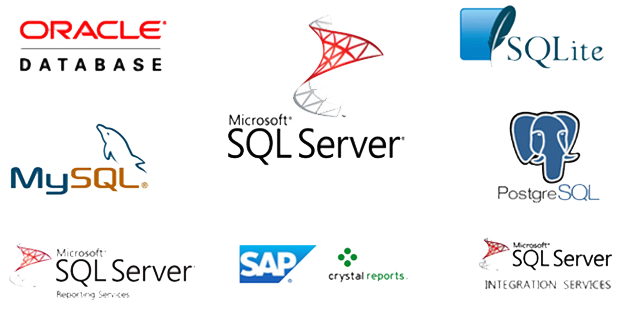 ORACLE®
DATABASE
Microsoft®
SQL Server®
SQLite
MySQL®
PostgreSQL
Microsoft®
SQL Server
Reporting Services
SAP®
crystal reports.
Microsoft®
SQL Server
INTEGRATION SERVICES